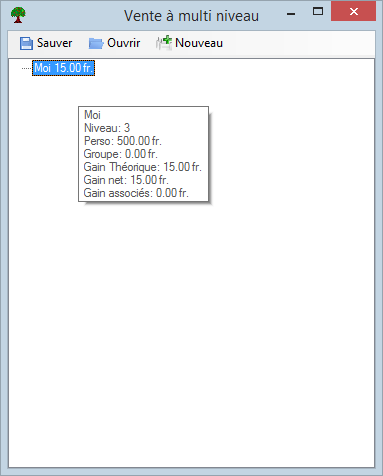 Vente à multi niveau
Sauver Ouvrir Nouveau
Moi 15.00 fr.
Moi
Niveau: 3
Perso: 500.00 fr.
Groupe: 0.00 fr.
Gain Théorique: 15.00 fr.
Gain net: 15.00 fr.
Gain associés: 0.00 fr.